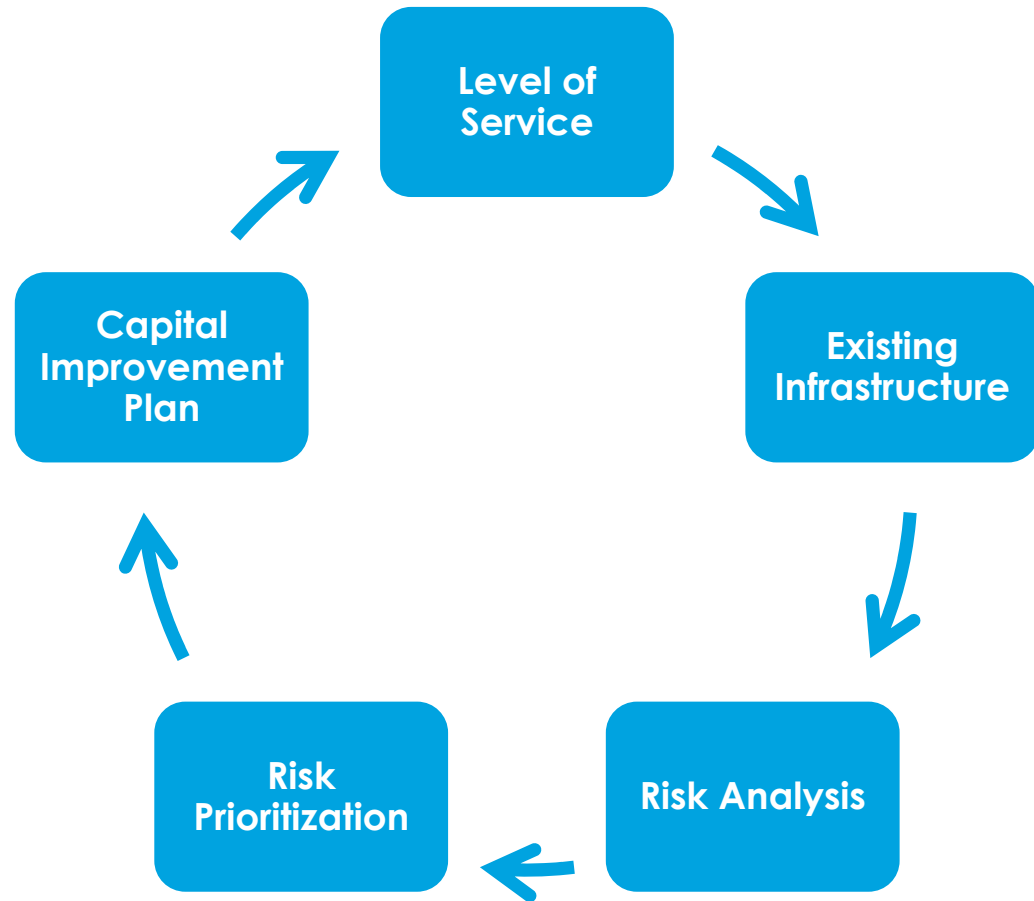 Level of
Service
Existing
Infrastructure
Risk Analysis
Risk
Prioritization
Capital
Improvement
Plan